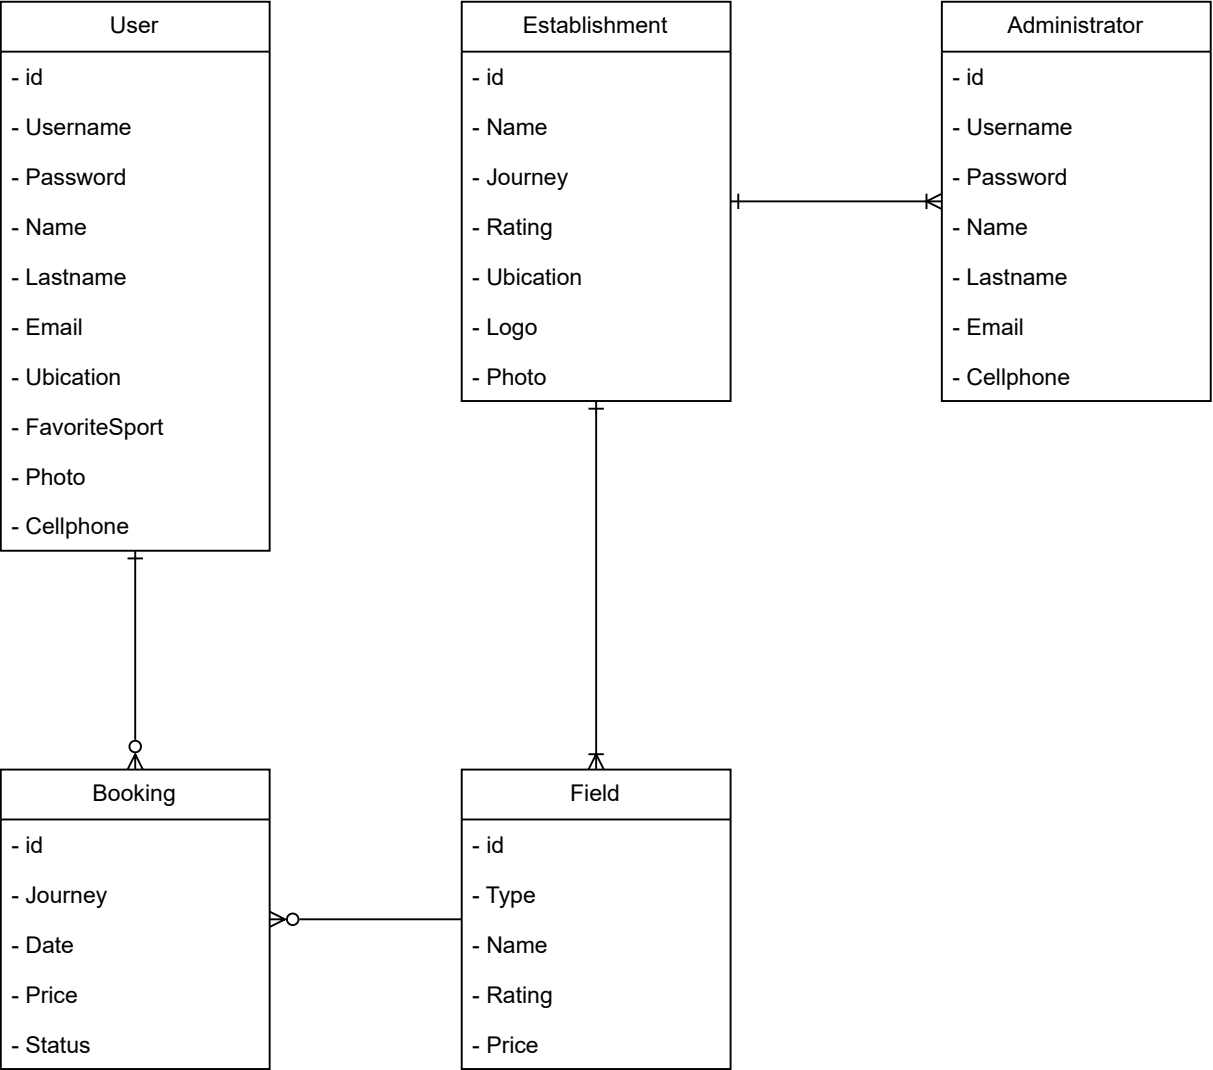 User
- id
- Username
- Password
- Name
- Lastname
- Email
- Ubication
- FavoriteSport
- Photo
- Cellphone
Establishment
- id
- Name
- Journey
- Rating
- Ubication
- Logo
- Photo
Administrator
- id
- Username
- Password
- Name
- Lastname
- Email
- Cellphone
Booking
- id
- Journey
- Date
- Price
- Status
Field
- id
- Type
- Name
- Rating
- Price